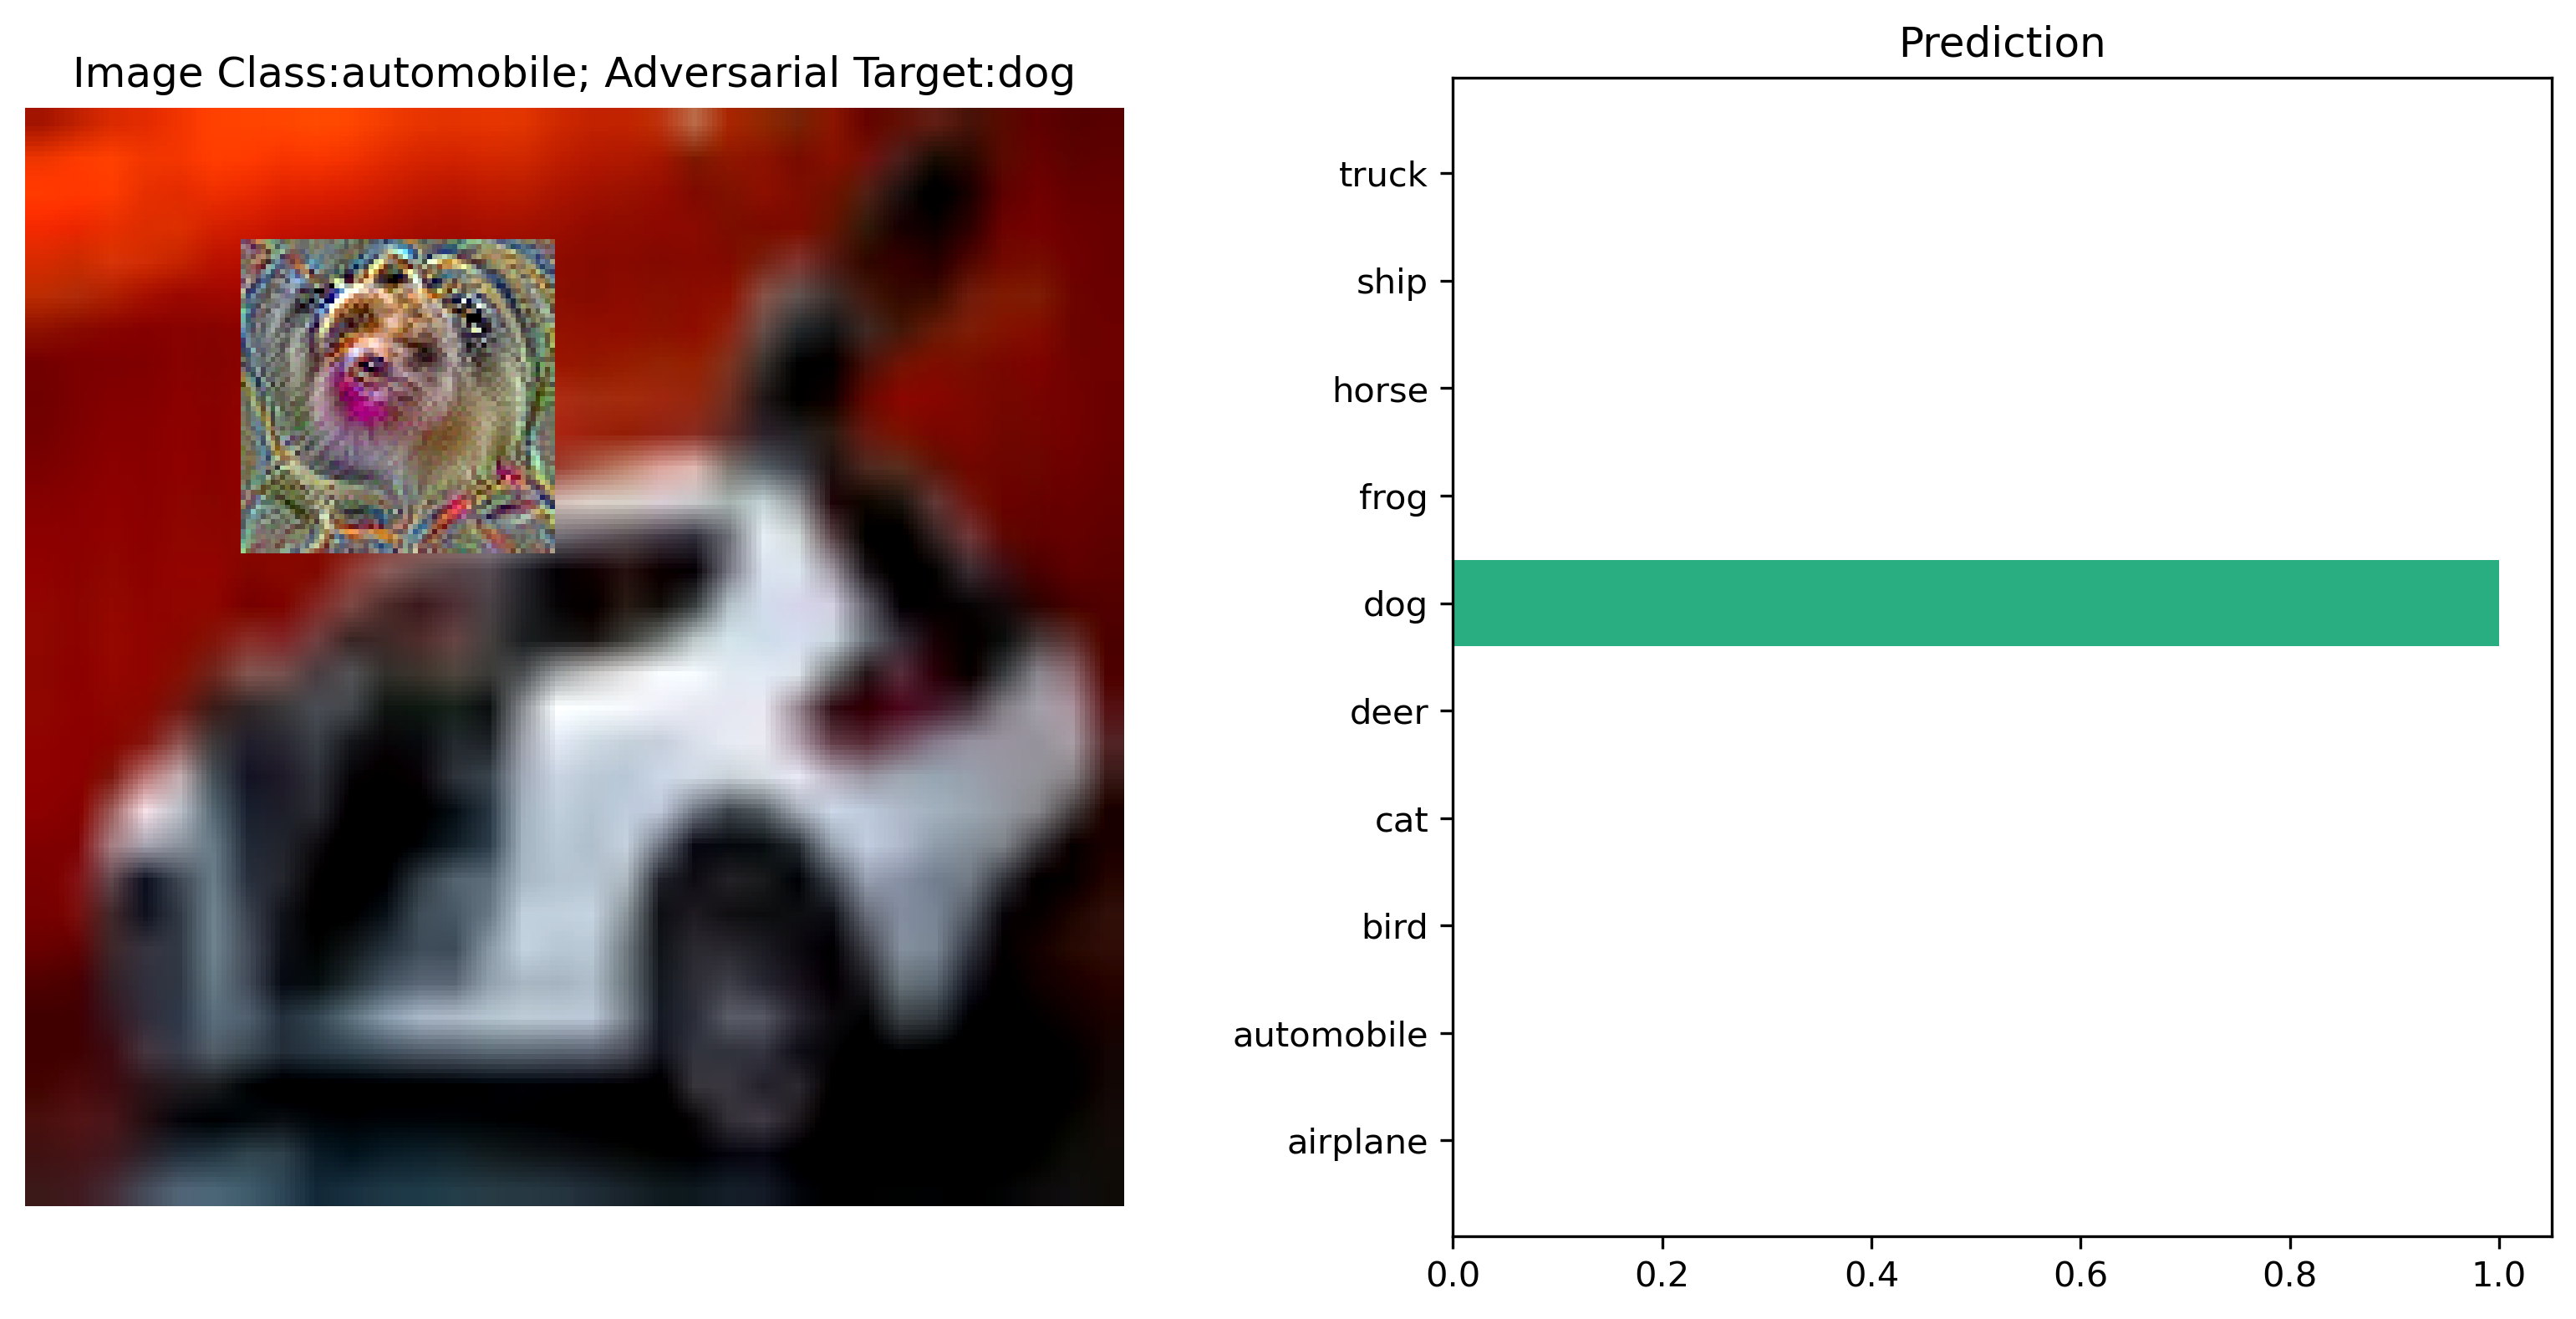 Image Class:automobile; Adversarial Target:dog
Prediction
truck
ship
horse
frog
dog
deer
cat
bird
automobile
airplane
0.0 0.2 0.4 0.6 0.8 1.0